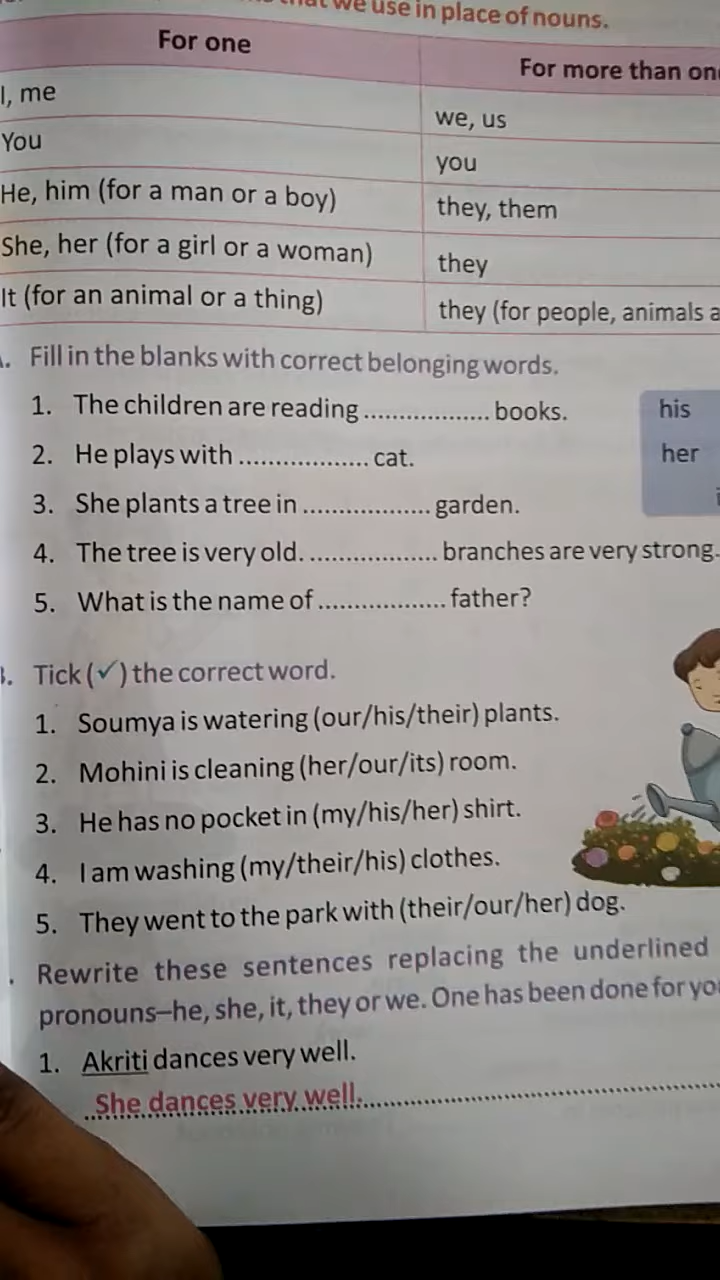 that we use in place of nouns.
For one
For more than one
I, me
we, us
You
you
He, him (for a man or a boy)
they, them
She, her (for a girl or a woman)
they
It (for an animal or a thing)
they (for people, animals a
Fill in the blanks with correct belonging words.
1. The children are reading .................. books.
his
2. He plays with .................. cat.
her
3. She plants a tree in .................. garden.
4. The tree is very old. .................. branches are very strong.
5. What is the name of .................. father?
Tick (✓) the correct word.
1. Soumya is watering (our/his/their) plants.
2. Mohini is cleaning (her/our/its) room.
3. He has no pocket in (my/his/her) shirt.
4. I am washing (my/their/his) clothes.
5. They went to the park with (their/our/her) dog.
Rewrite these sentences replacing the underlined
pronouns–he, she, it, they or we. One has been done for you
1. Akriti dances very well.
She dances very well.